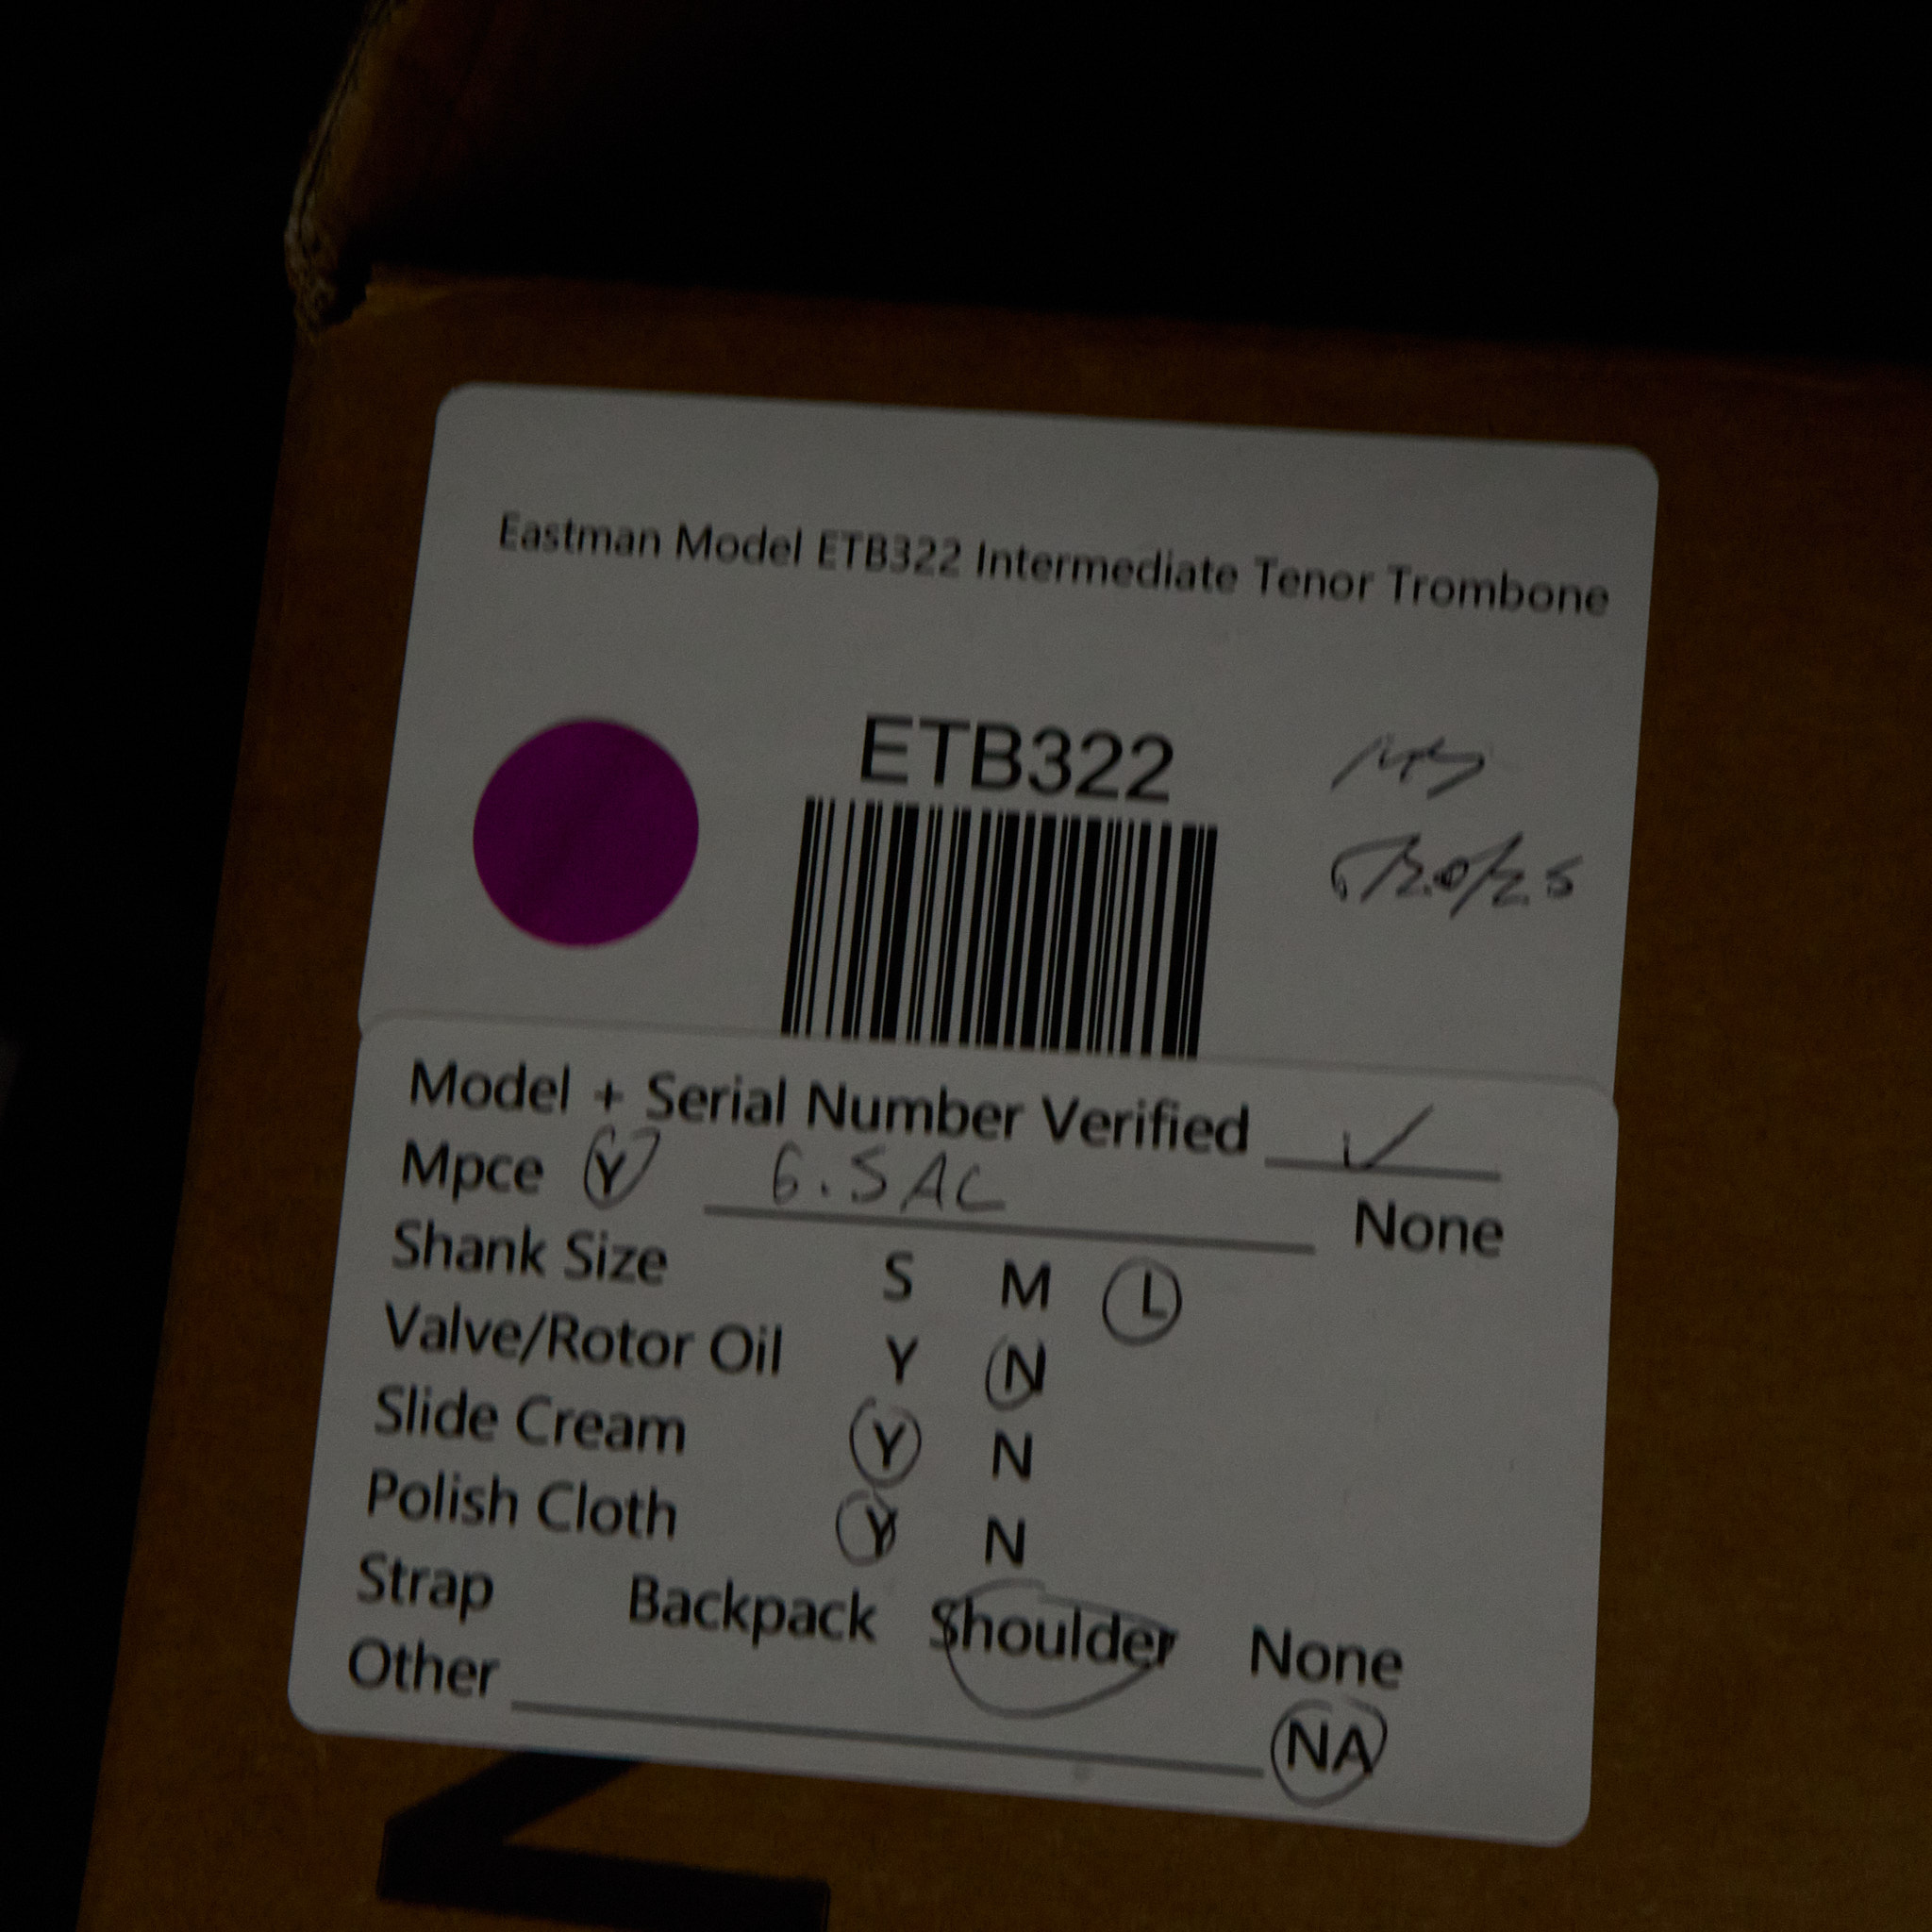 Eastman Model ETB322 Intermediate Tenor Trombone
ETB322
Model + Serial Number Verified ✓
Mpce Y 6.5AL None
Shank Size S M L
Valve/Rotor Oil Y N
Slide Cream Y N
Polish Cloth Y N
Strap Backpack Shoulder None
Other NA